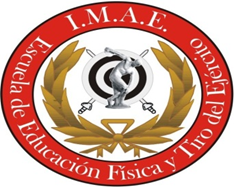 I.M.A.E.
Escuela de Educación Física y Tiro del Ejército